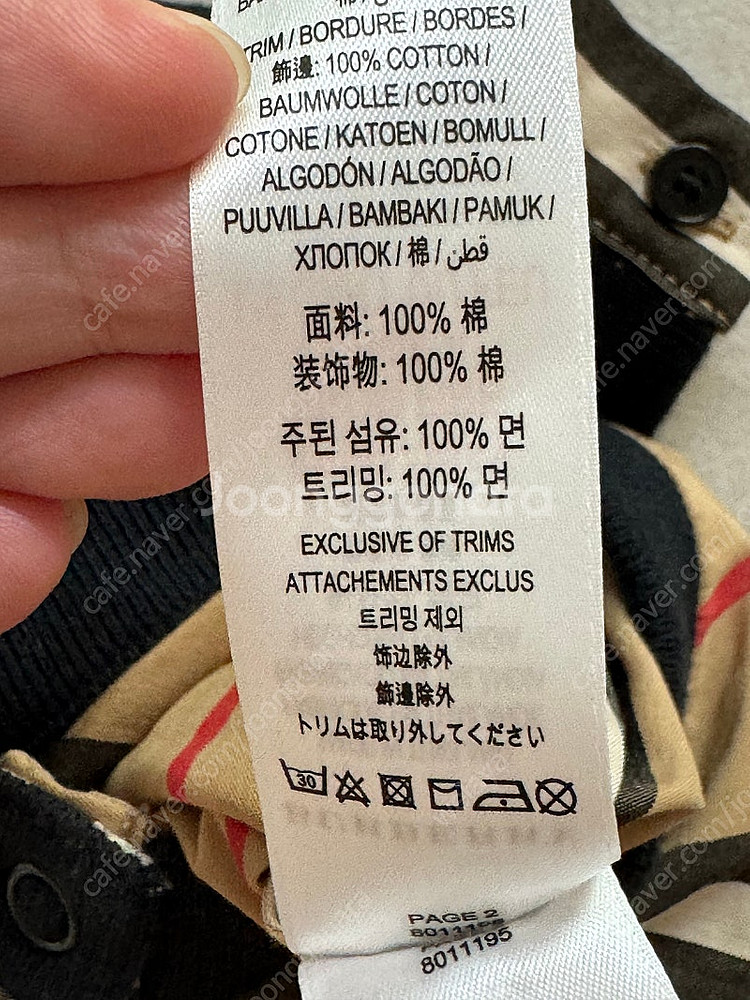 TRIM / BORDURE / BORDES /
飾邊: 100% COTTON /
BAUMWOLLE / COTON /
COTONE / KATOEN / BOMULL /
ALGODÓN / ALGODÃO /
PUUVILLA / BAMBAKI / PAMUK /
ХЛОПОК / 棉 / قطن
面料: 100% 棉
装饰物: 100% 棉
주된 섬유: 100% 면
트리밍: 100% 면
Joonggonara
EXCLUSIVE OF TRIMS
ATTACHEMENTS EXCLUS
트리밍 제외
饰边除外
飾邊除外
トリムは取り外してください
30
PAGE 2
8011195
8011195
cafe.naver.com